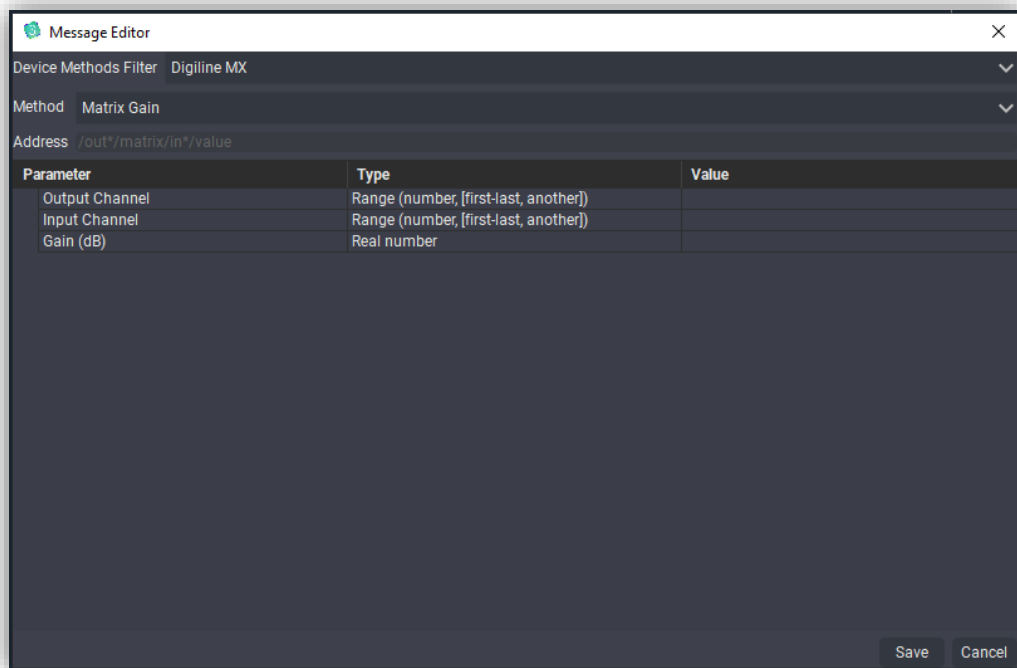 Message Editor
Device Methods Filter Digiline MX
Method Matrix Gain
Address /out*/matrix/in*/value
Parameter Type Value
Output Channel Range (number, [first-last, another])
Input Channel Range (number, [first-last, another])
Gain (dB) Real number
Save Cancel